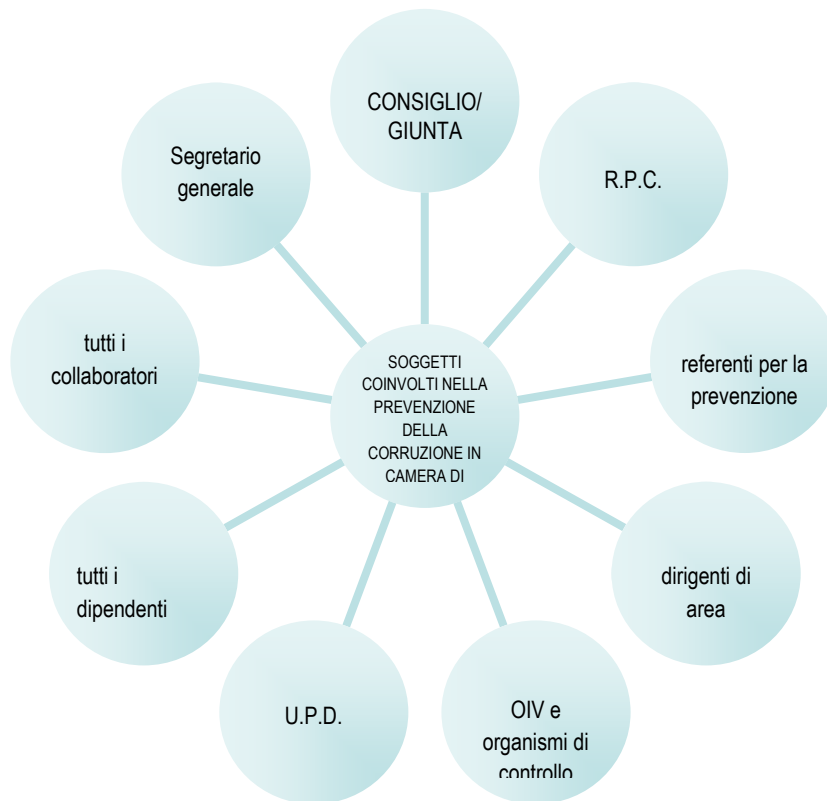 CONSIGLIO/
GIUNTA
R.P.C.
referenti per la
prevenzione
dirigenti di
area
OIV e
organismi di
controllo
U.P.D.
tutti i
dipendenti
tutti i
collaboratori
Segretario
generale
SOGGETTI
COINVOLTI NELLA
PREVENZIONE
DELLA
CORRUZIONE IN
CAMERA DI